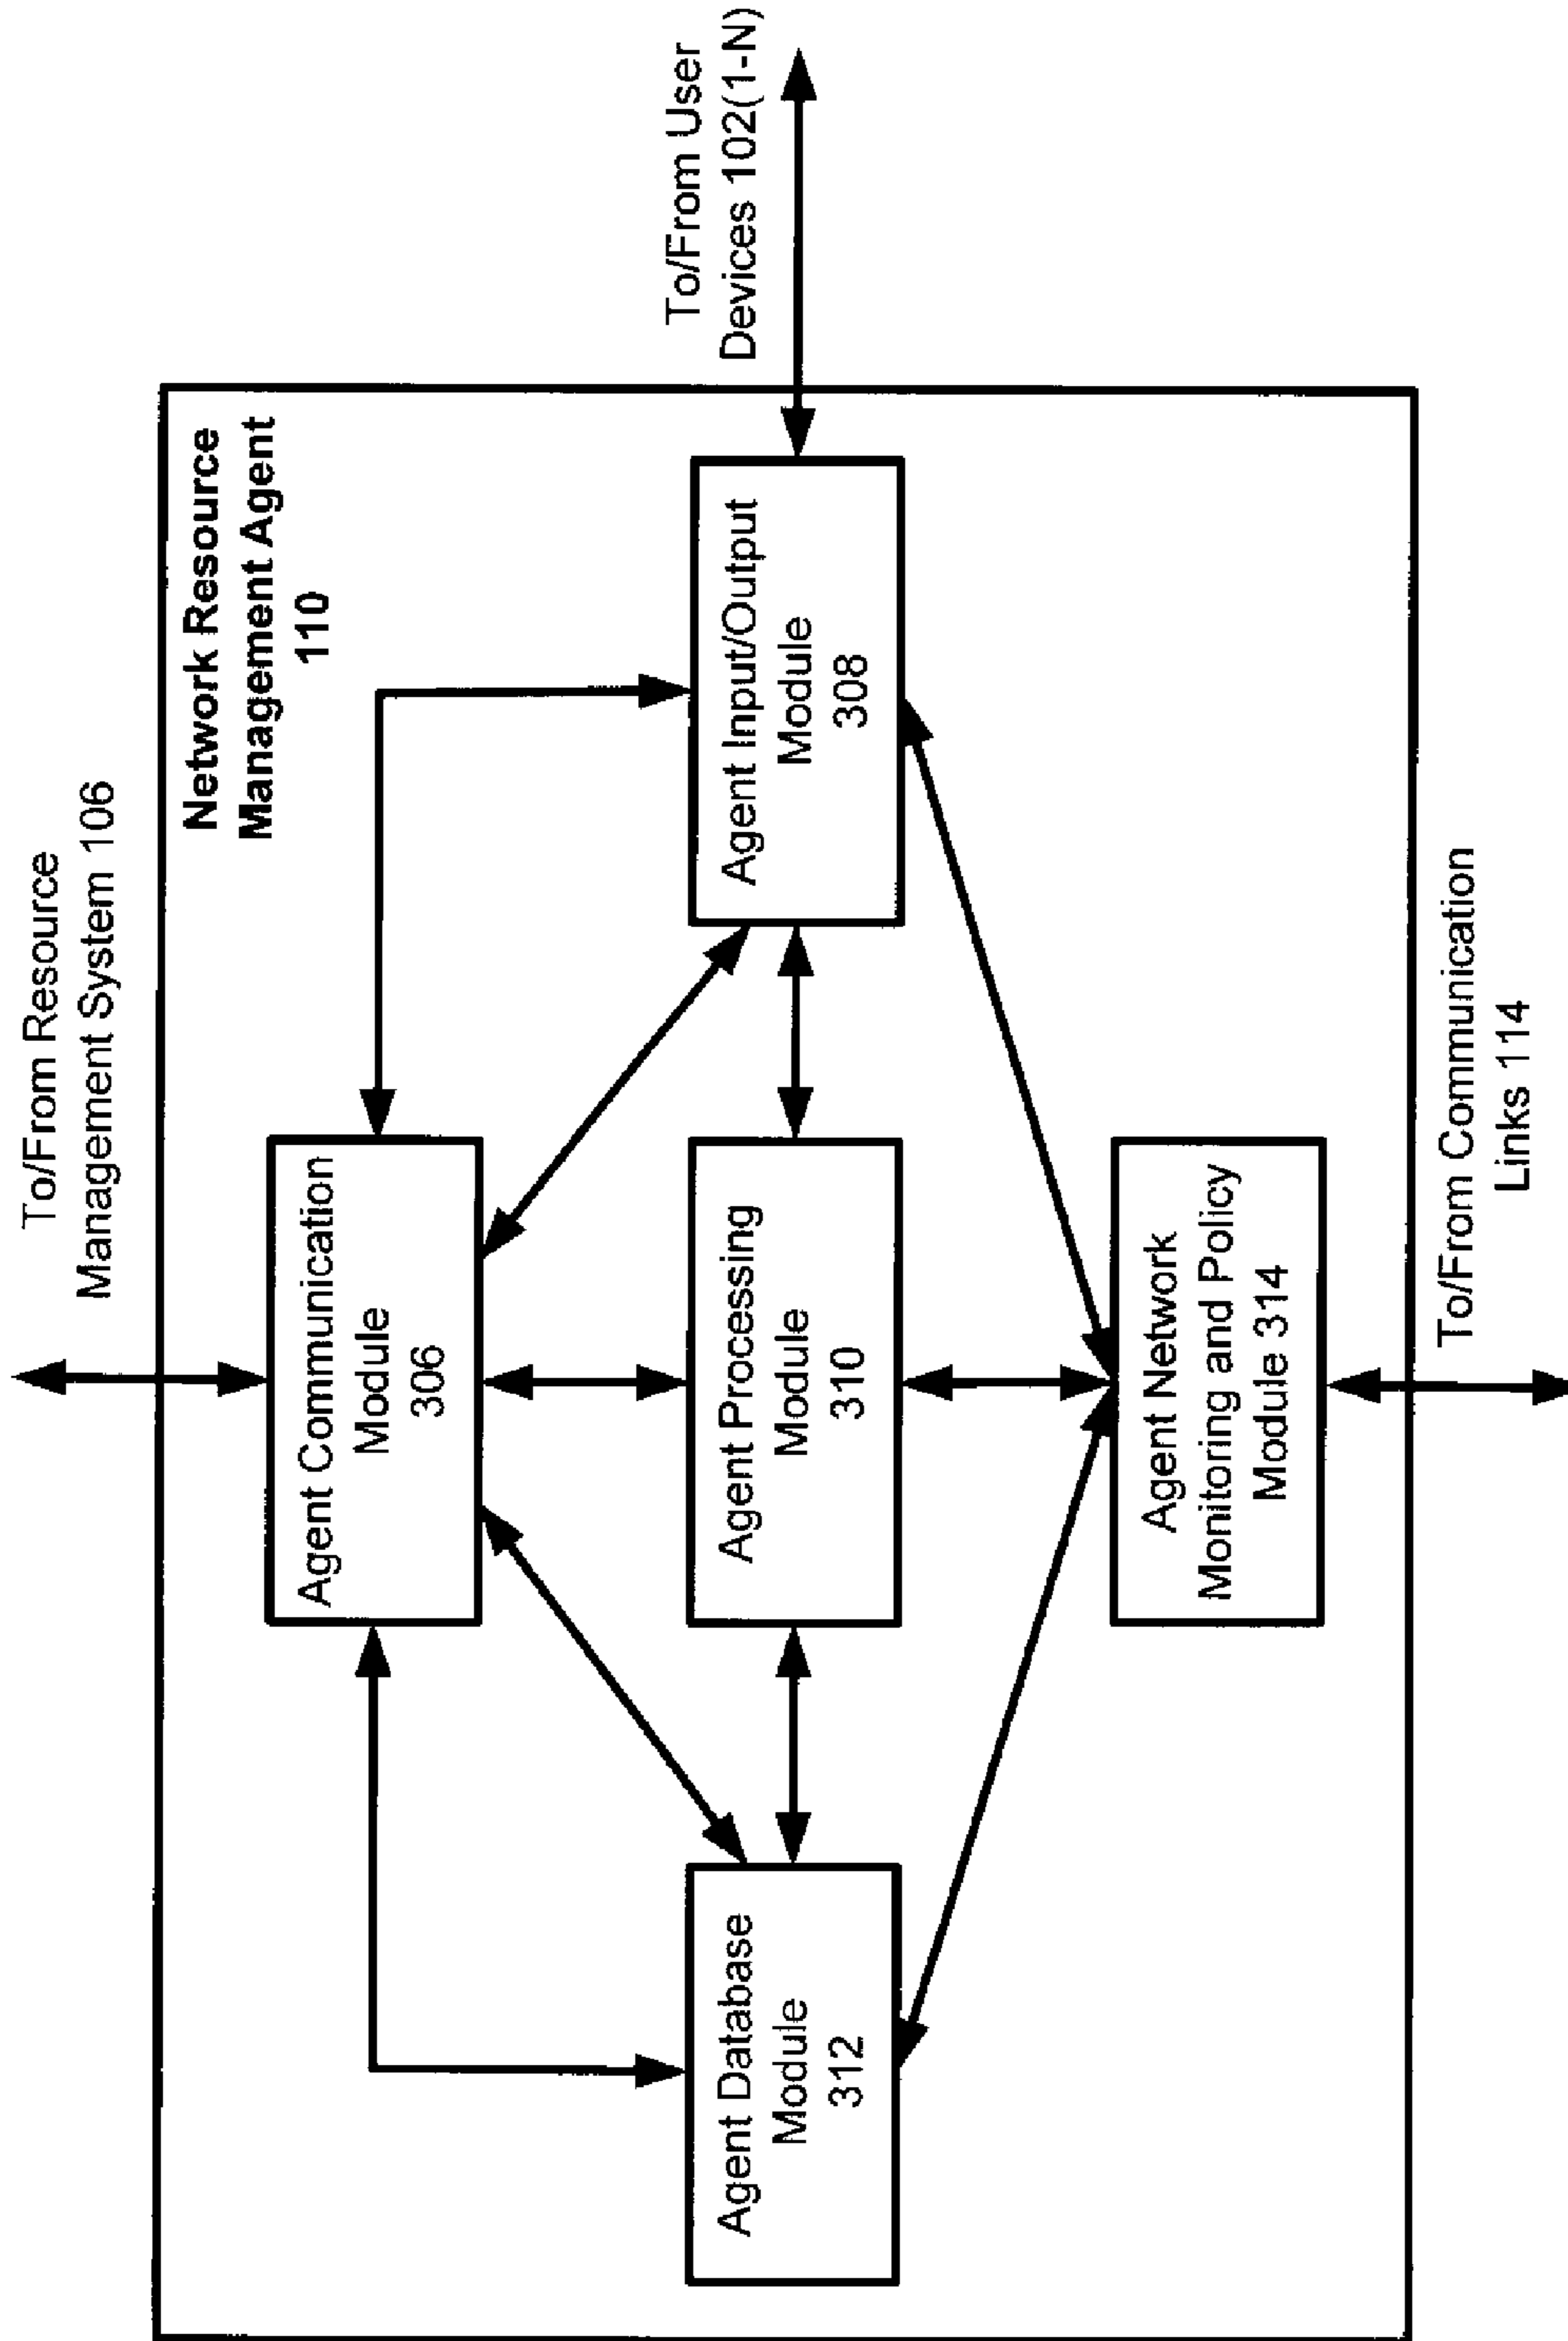 To/From Resource
Management System 106
Network Resource
Management Agent
110
To/From User
Devices 102(1-N)
Agent Communication
Module
306
Agent Database
Module
312
Agent Processing
Module
310
Agent Input/Output
Module
308
Agent Network
Monitoring and Policy
Module 314
To/From Communication
Links 114